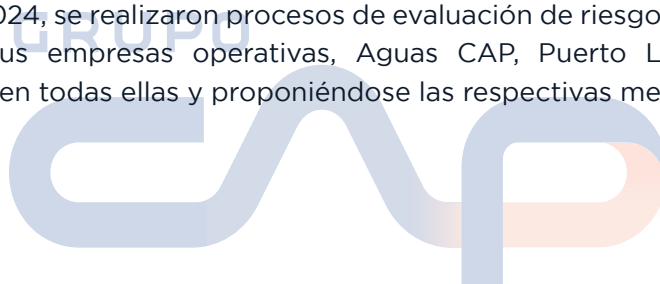 024, se realizaron procesos de evaluación de riesgo
GRUPO
us empresas operativas, Aguas CAP, Puerto L
en todas ellas y proponiéndose las respectivas me
CAP